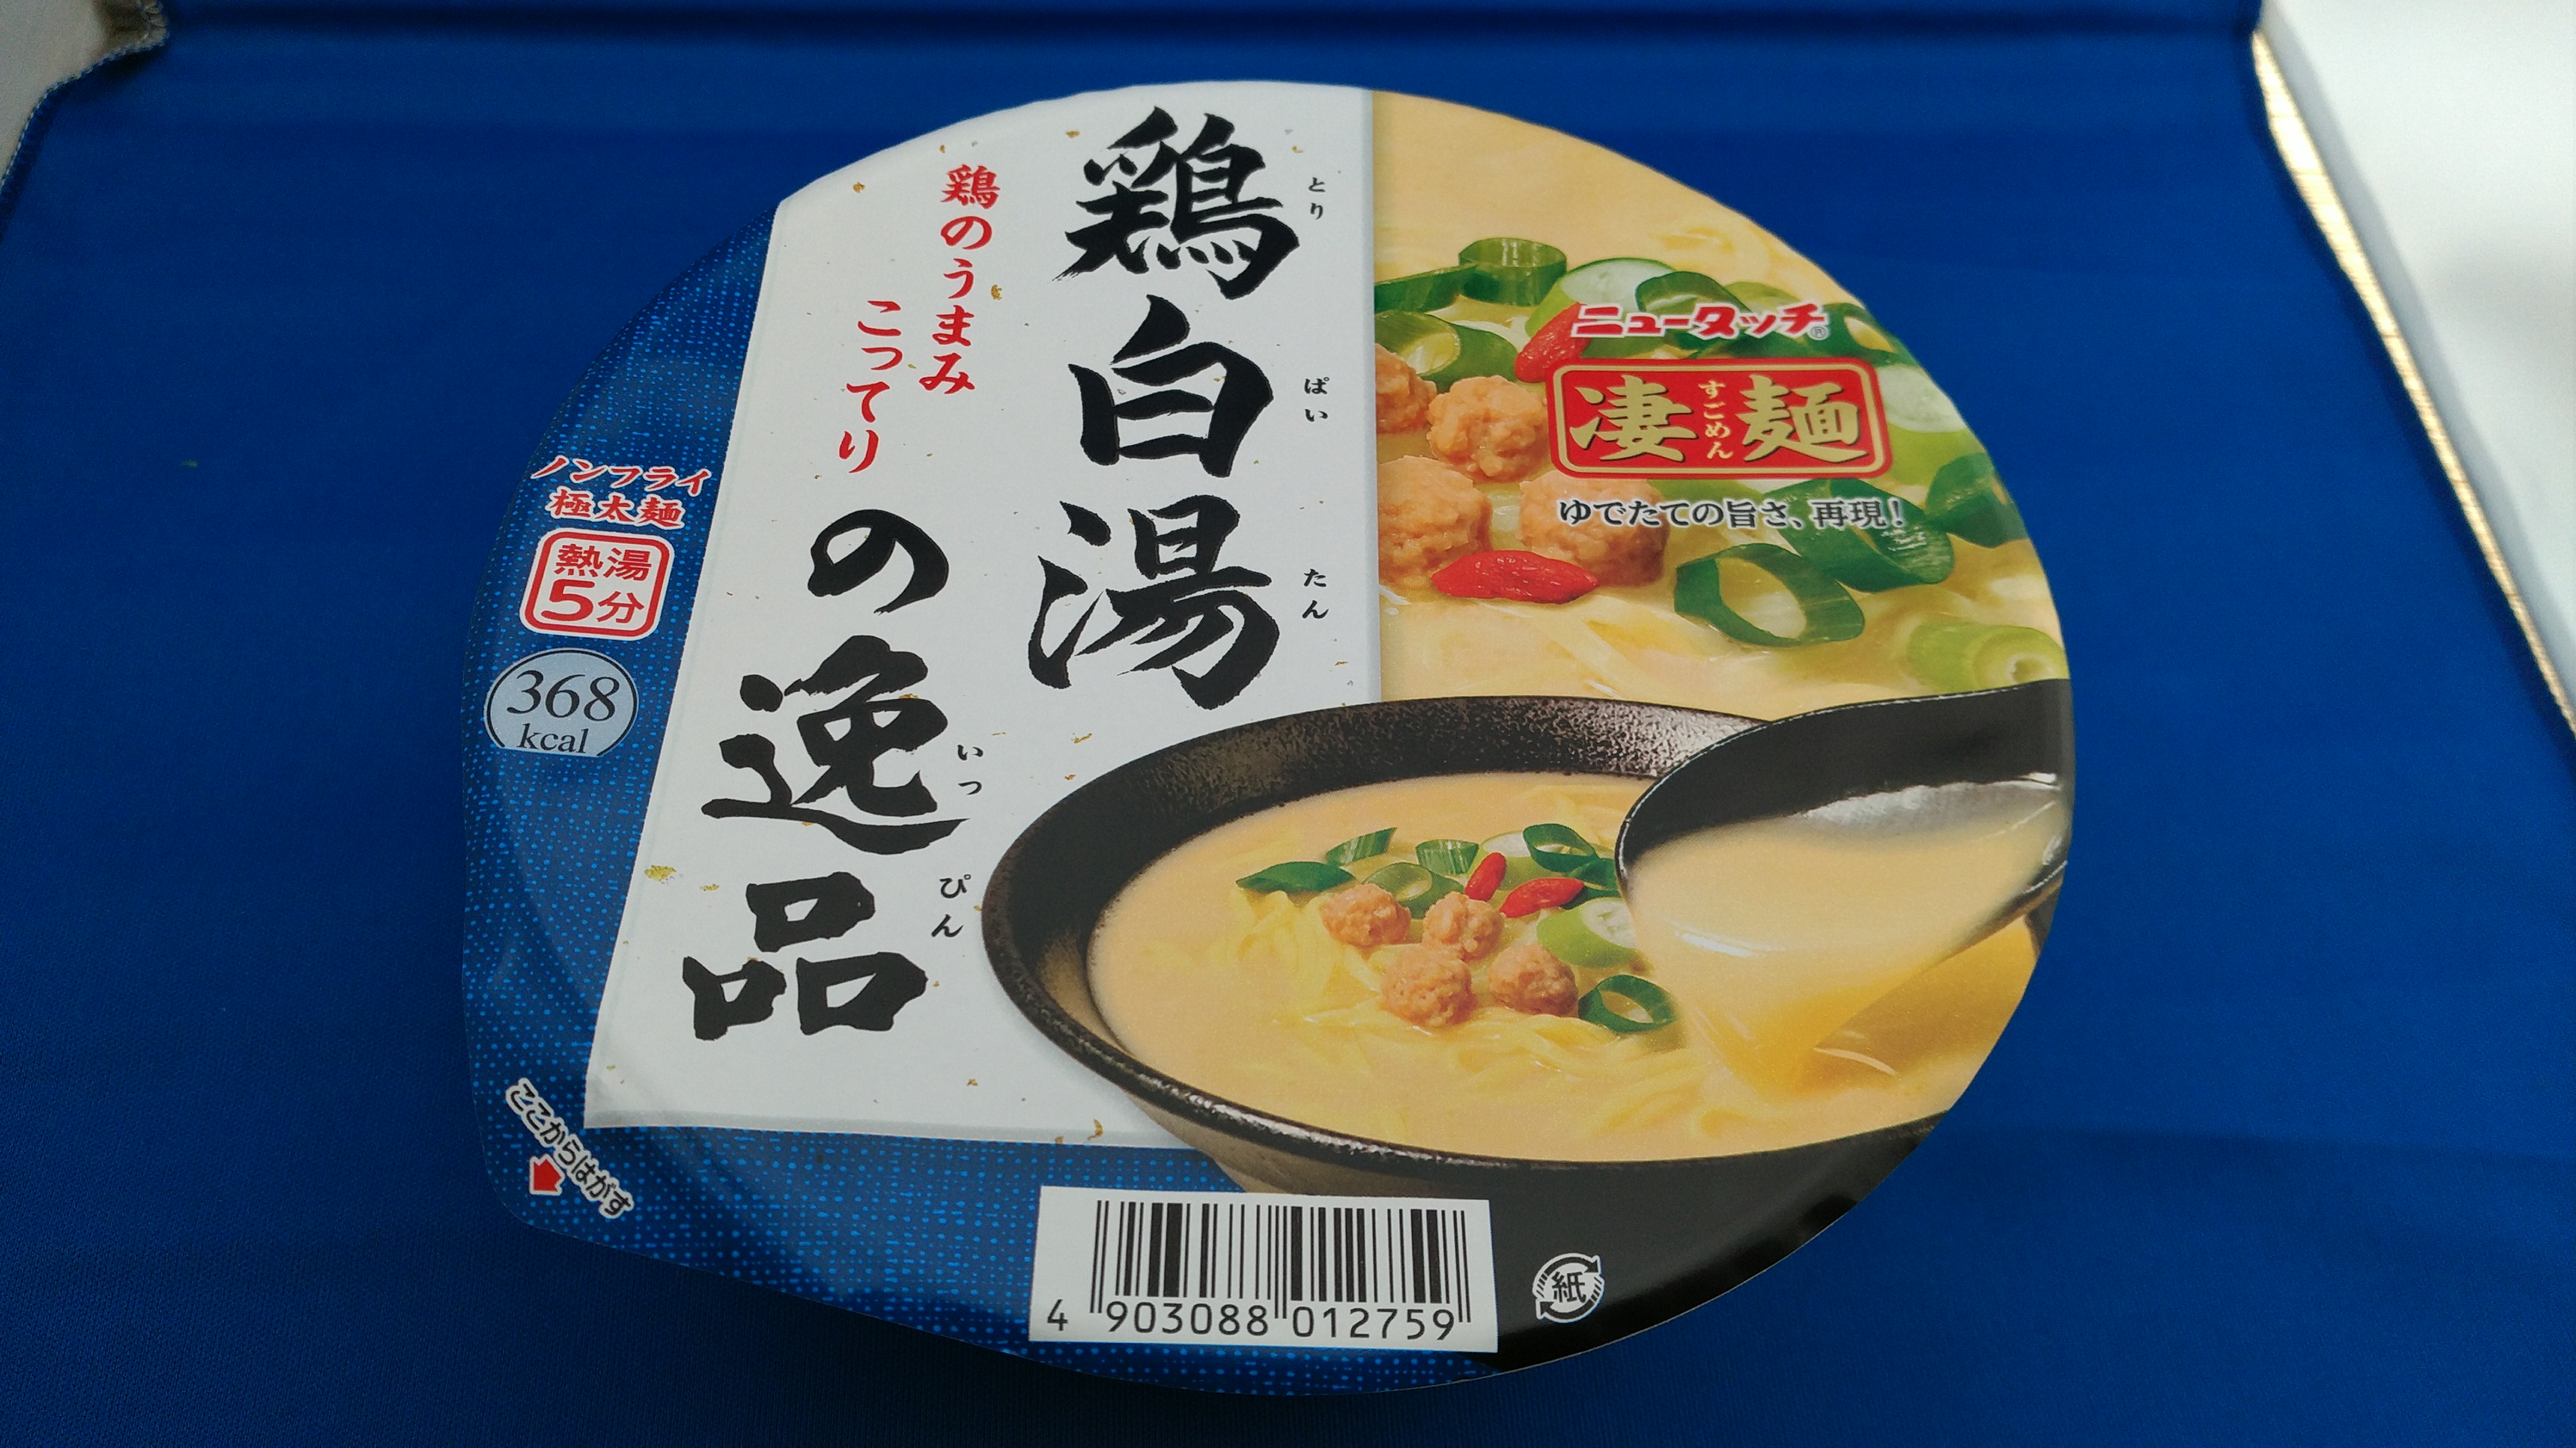 鶏白湯
とり
ぱい
たん
の逸品
いっ
ぴん
鶏のうまみ
こってり
ニュータッチ®
凄麺
すごめん
ゆでたての旨さ、再現!
ノンフライ
極太麺
熱湯
5分
368
kcal
ここからはがす
4 903088 012759
紙